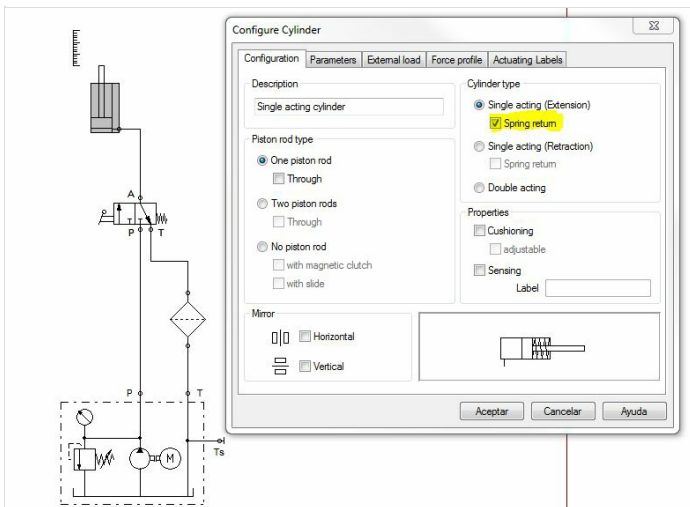 Configure Cylinder
Configuration Parameters External load Force profile Actuating Labels
Description
Single acting cylinder
Piston rod type
One piston rod
Through
Two piston rods
Through
No piston rod
with magnetic clutch
with slide
Mirror
Horizontal
Vertical
Cylinder type
Single acting (Extension)
Spring return
Single acting (Retraction)
Spring return
Double acting
Properties
Cushioning
adjustable
Sensing
Label
Aceptar Cancelar Ayuda
A
P T
P T
Ts
M